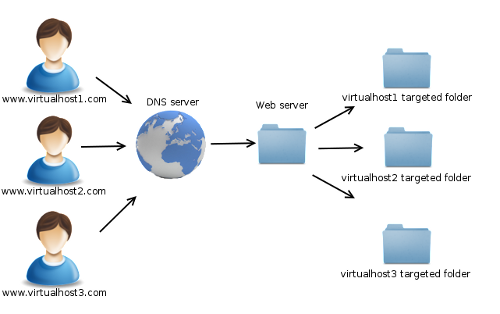 www.virtualhost1.com
DNS server
Web server
virtualhost1 targeted folder
www.virtualhost2.com
virtualhost2 targeted folder
www.virtualhost3.com
virtualhost3 targeted folder